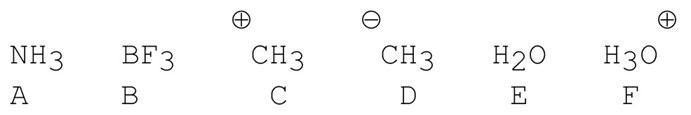 ⊕ ⊖ ⊕
NH3 BF3 CH3 CH3 H2O H3O
A B C D E F